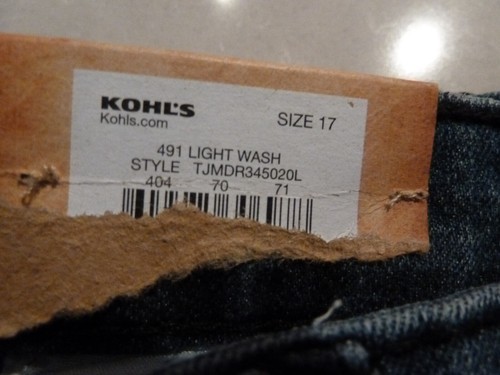 KOHL'S
Kohls.com
SIZE 17
491 LIGHT WASH
STYLE TJMDR345020L
404 70 71